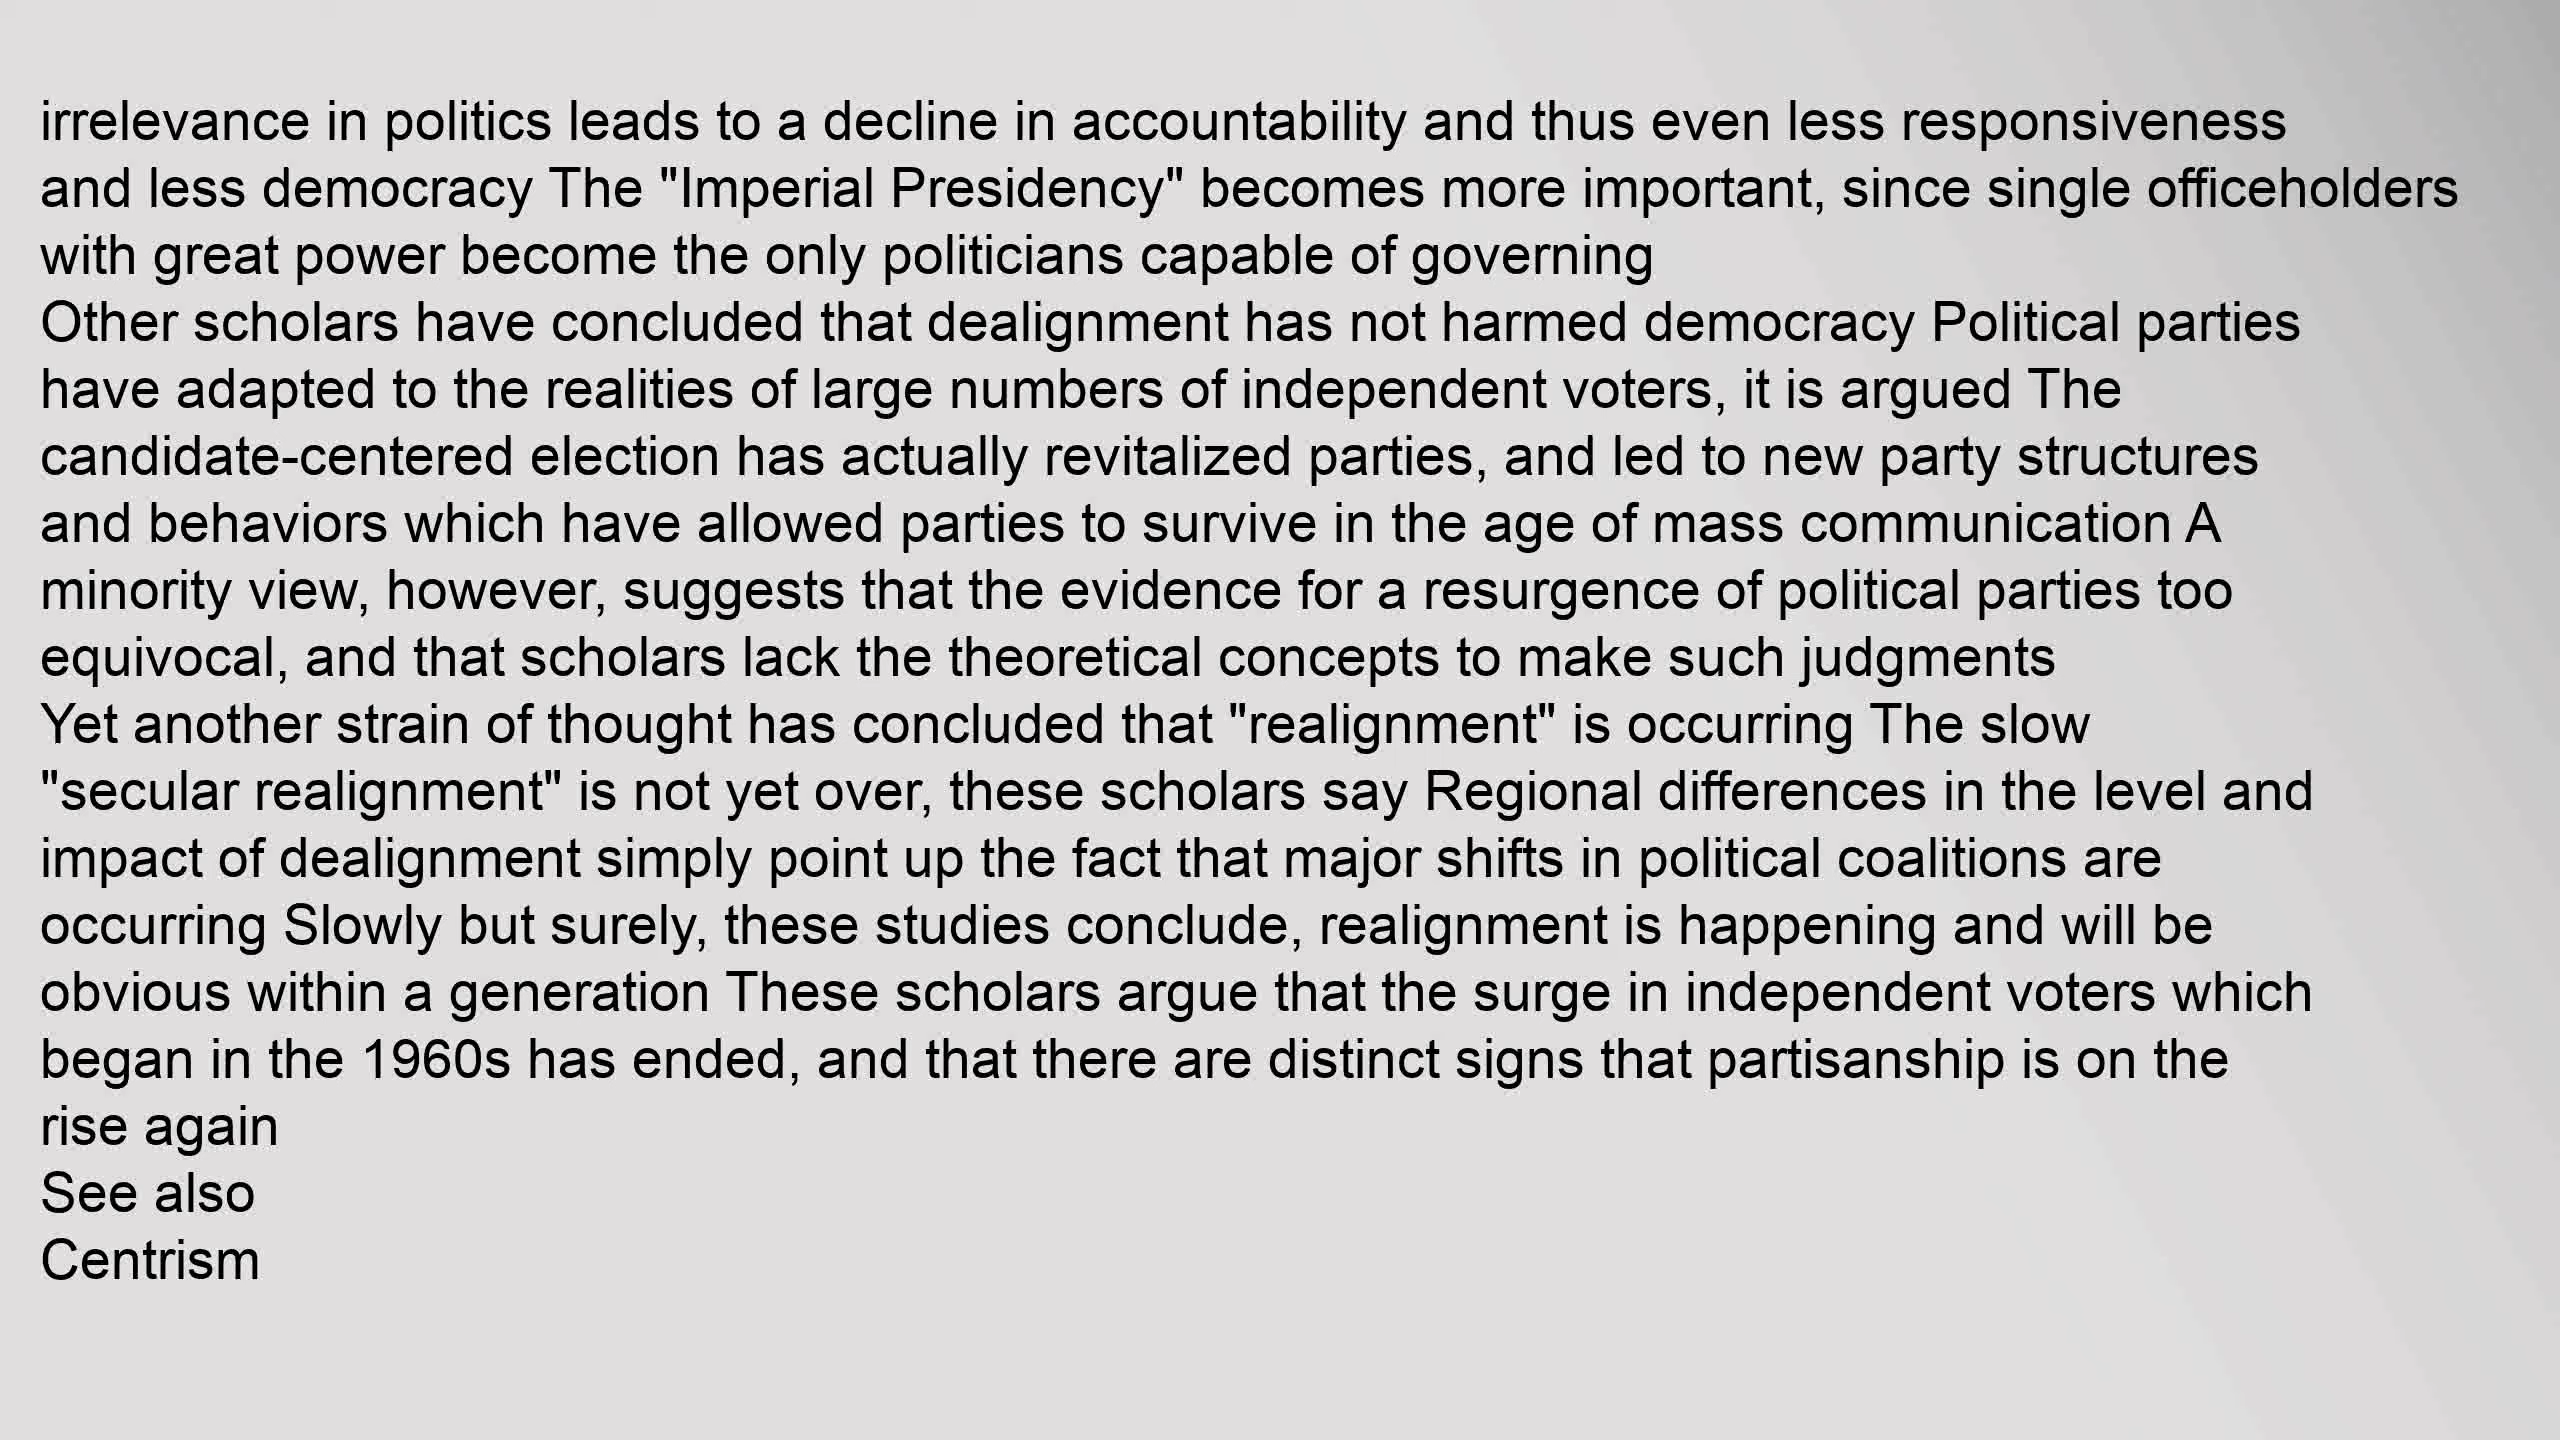 irrelevance in politics leads to a decline in accountability and thus even less responsiveness
and less democracy The "Imperial Presidency" becomes more important, since single officeholders
with great power become the only politicians capable of governing
Other scholars have concluded that dealignment has not harmed democracy Political parties
have adapted to the realities of large numbers of independent voters, it is argued The
candidate-centered election has actually revitalized parties, and led to new party structures
and behaviors which have allowed parties to survive in the age of mass communication A
minority view, however, suggests that the evidence for a resurgence of political parties too
equivocal, and that scholars lack the theoretical concepts to make such judgments
Yet another strain of thought has concluded that "realignment" is occurring The slow
"secular realignment" is not yet over, these scholars say Regional differences in the level and
impact of dealignment simply point up the fact that major shifts in political coalitions are
occurring Slowly but surely, these studies conclude, realignment is happening and will be
obvious within a generation These scholars argue that the surge in independent voters which
began in the 1960s has ended, and that there are distinct signs that partisanship is on the
rise again
See also
Centrism